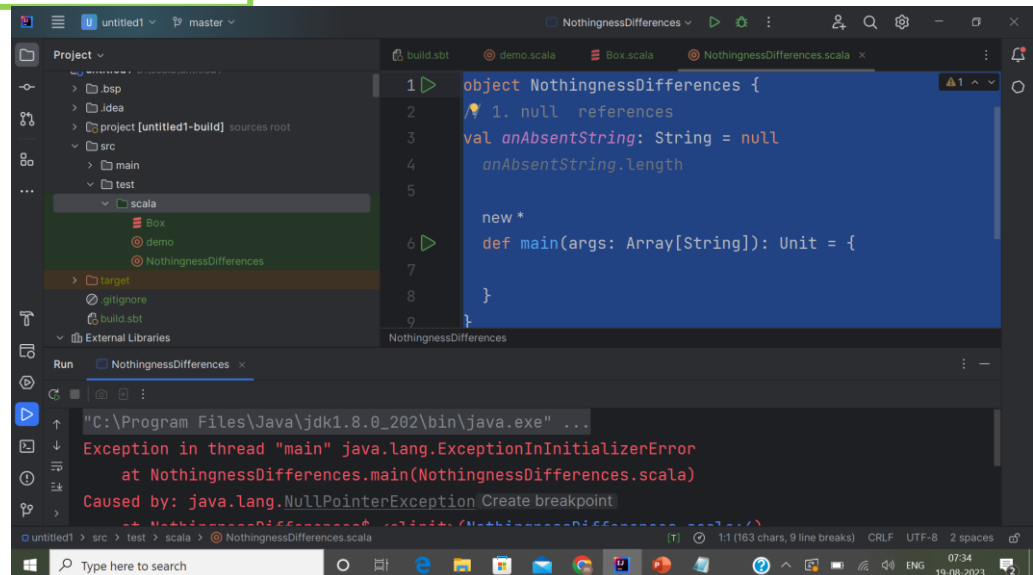 untitled1
master
NothingnessDifferences
Project
build.sbt
demo.scala
Box.scala
NothingnessDifferences.scala
.bsp
.idea
project [untitled1-build] sources root
src
main
test
scala
Box
demo
NothingnessDifferences
target
.gitignore
build.sbt
External Libraries
1 object NothingnessDifferences {
1
2 // 1. null references
3 val anAbsentString: String = null
4 anAbsentString.length
5
new *
6 def main(args: Array[String]): Unit = {
7
8 }
9 }
NothingnessDifferences
Run NothingnessDifferences
"C:\Program Files\Java\jdk1.8.0_202\bin\java.exe" ...
Exception in thread "main" java.lang.ExceptionInInitializerError
at NothingnessDifferences.main(NothingnessDifferences.scala)
Caused by: java.lang.NullPointerException Create breakpoint
untitled1 > src > test > scala > NothingnessDifferences.scala
1:1 (163 chars, 9 line breaks) CRLF UTF-8 2 spaces
Type here to search
ENG
07:34
19-08-2023